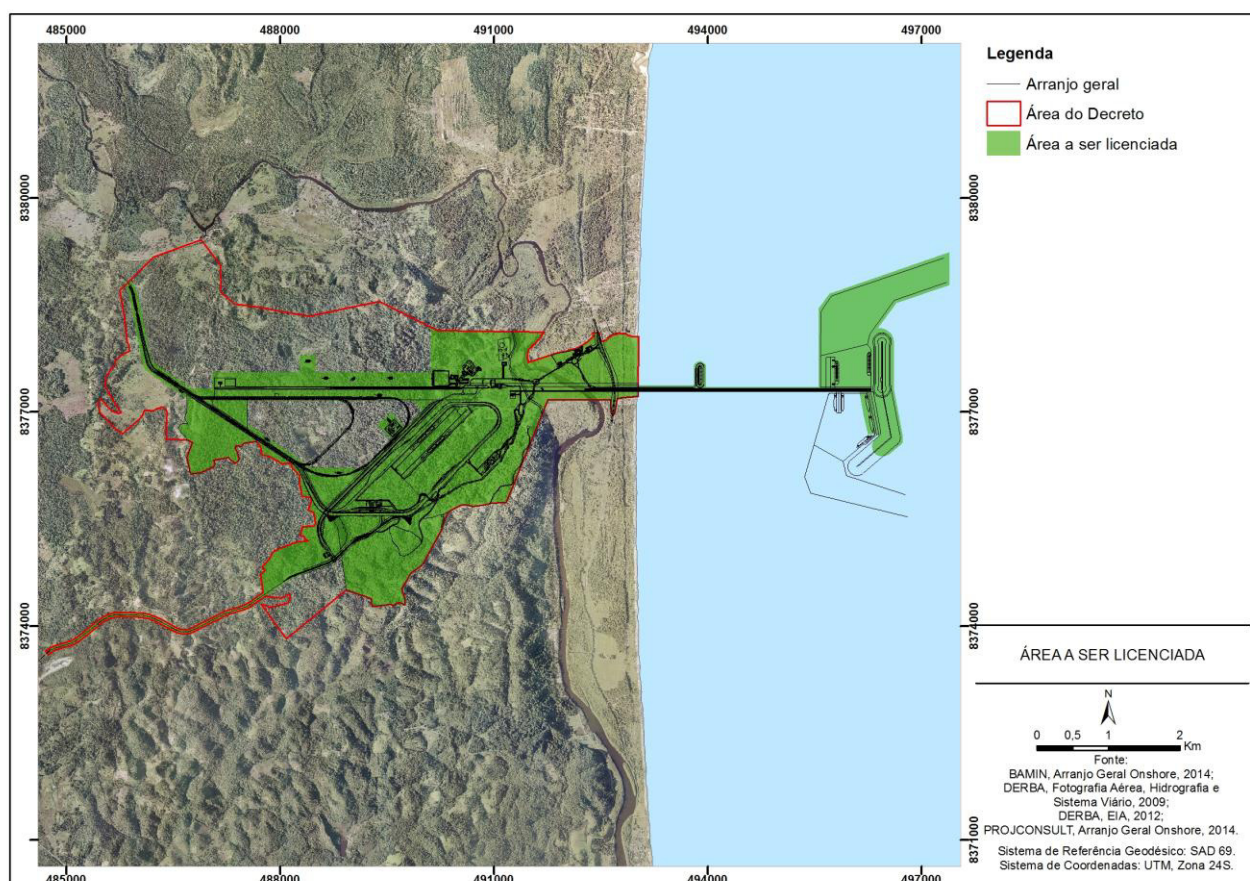 485000 488000 491000 494000 497000
Legenda
Arranjo geral
Área do Decreto
Área a ser licenciada
8380000 8380000
8377000 8377000
8374000 8374000
8371000
ÁREA A SER LICENCIADA
N
0 0,5 1 2
Km
Fonte:
BAMIN, Arranjo Geral Onshore, 2014;
DERBA, Fotografia Aérea, Hidrografia e
Sistema Viário, 2009;
DERBA, EIA, 2012;
PROJCONSULT, Arranjo Geral Onshore, 2014.
Sistema de Referência Geodésico: SAD 69.
Sistema de Coordenadas: UTM, Zona 24S.
485000 488000 491000 494000 497000